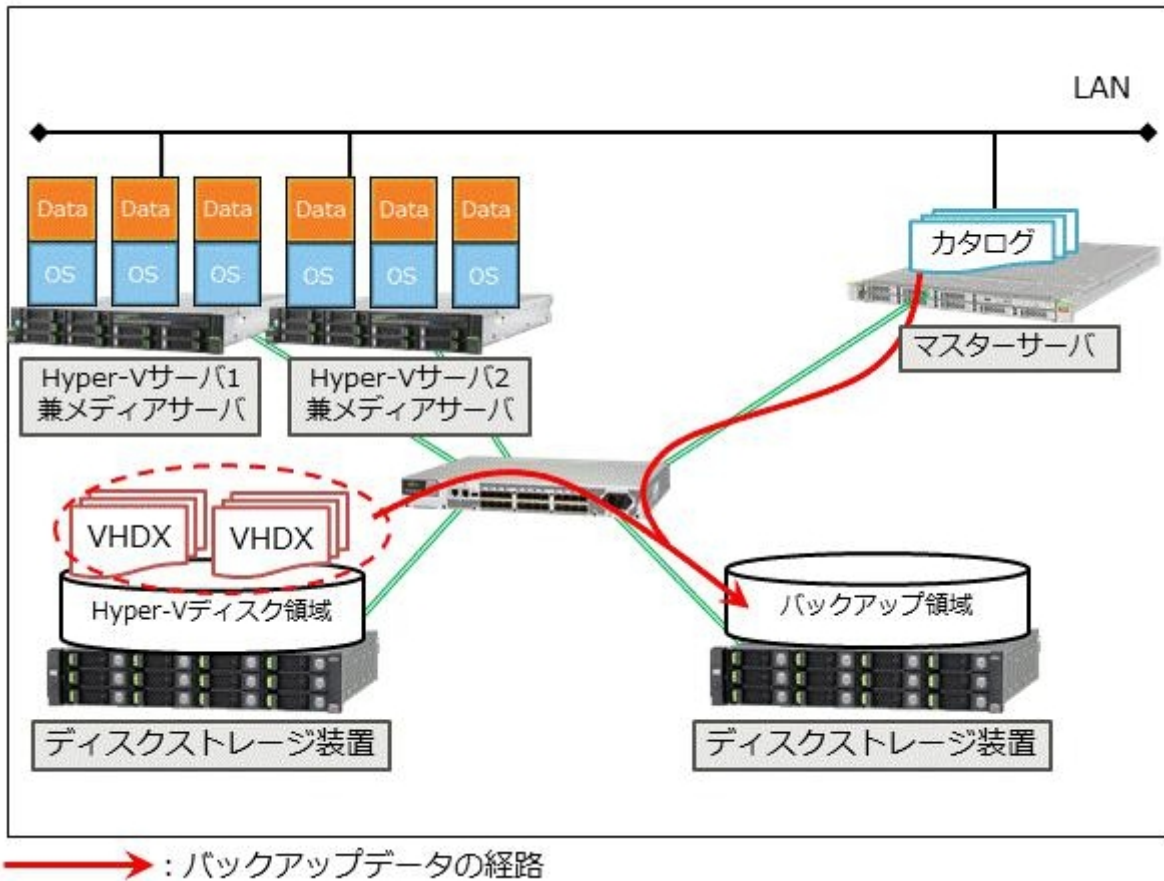 LAN
Data Data Data Data Data Data
OS OS OS OS OS OS
カタログ
マスターサーバ
Hyper-Vサーバ1
兼メディアサーバ
Hyper-Vサーバ2
兼メディアサーバ
VHDX VHDX
Hyper-Vディスク領域
バックアップ領域
ディスクストレージ装置
ディスクストレージ装置
：バックアップデータの経路